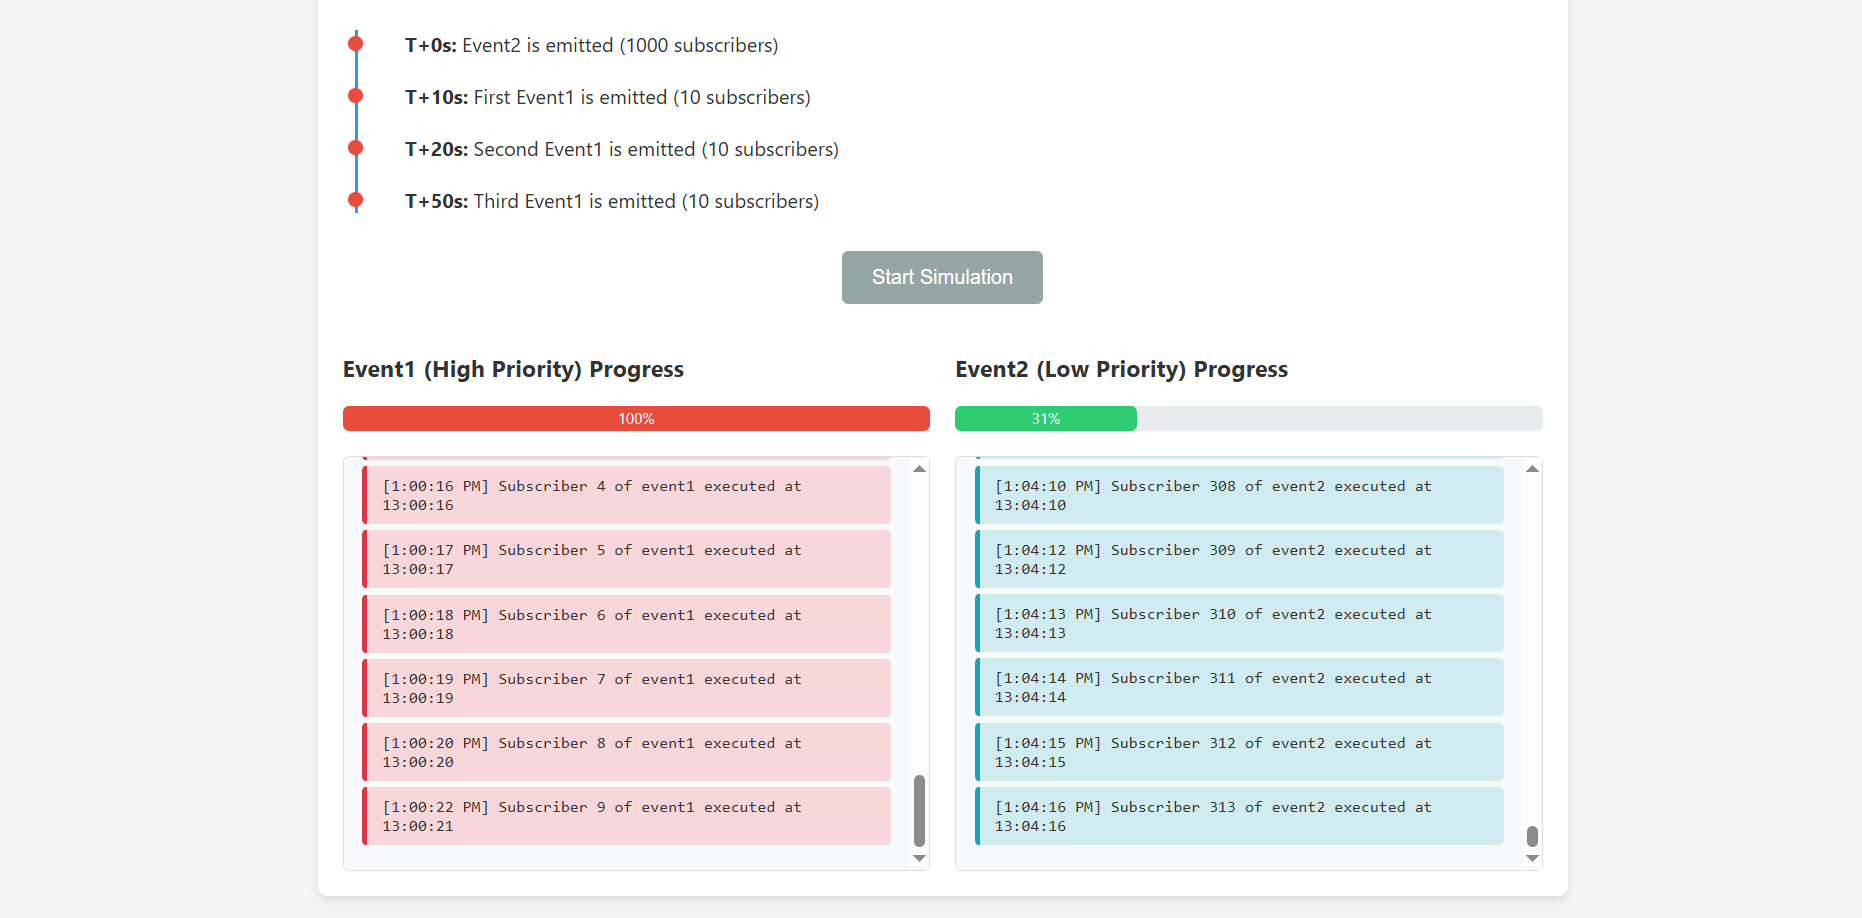 T+0s: Event2 is emitted (1000 subscribers)
T+10s: First Event1 is emitted (10 subscribers)
T+20s: Second Event1 is emitted (10 subscribers)
T+50s: Third Event1 is emitted (10 subscribers)
Start Simulation
Event1 (High Priority) Progress
100%
[1:00:16 PM] Subscriber 4 of event1 executed at
13:00:16
[1:00:17 PM] Subscriber 5 of event1 executed at
13:00:17
[1:00:18 PM] Subscriber 6 of event1 executed at
13:00:18
[1:00:19 PM] Subscriber 7 of event1 executed at
13:00:19
[1:00:20 PM] Subscriber 8 of event1 executed at
13:00:20
[1:00:22 PM] Subscriber 9 of event1 executed at
13:00:21
Event2 (Low Priority) Progress
31%
[1:04:10 PM] Subscriber 308 of event2 executed at
13:04:10
[1:04:12 PM] Subscriber 309 of event2 executed at
13:04:12
[1:04:13 PM] Subscriber 310 of event2 executed at
13:04:13
[1:04:14 PM] Subscriber 311 of event2 executed at
13:04:14
[1:04:15 PM] Subscriber 312 of event2 executed at
13:04:15
[1:04:16 PM] Subscriber 313 of event2 executed at
13:04:16